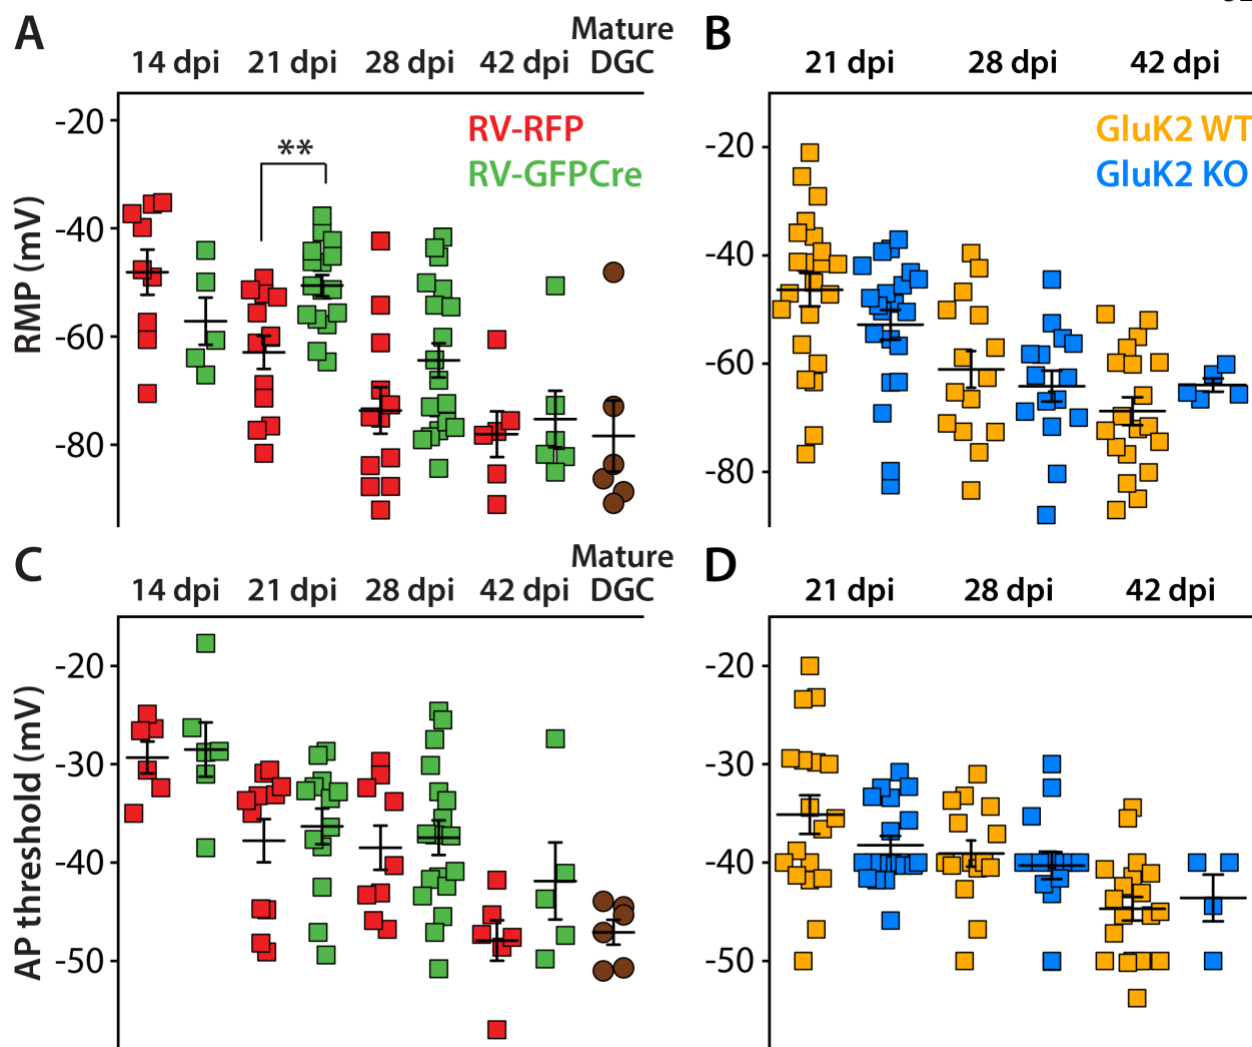 A
14 dpi 21 dpi 28 dpi 42 dpi Mature DGC
RMP (mV)
-20
-40
-60
-80
**
RV-RFP
RV-GFPCre
B
21 dpi 28 dpi 42 dpi
-20
-40
-60
-80
GluK2 WT
GluK2 KO
C
14 dpi 21 dpi 28 dpi 42 dpi Mature DGC
AP threshold (mV)
-20
-30
-40
-50
D
21 dpi 28 dpi 42 dpi
-20
-30
-40
-50